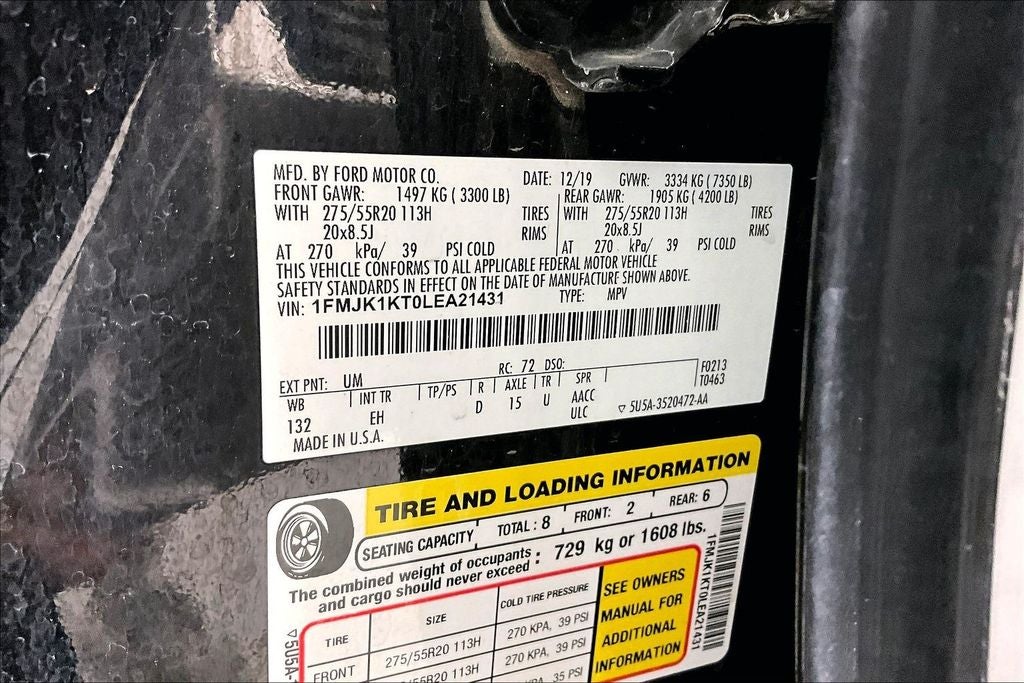 MFD. BY FORD MOTOR CO. DATE: 12/19 GVWR: 3334 KG ( 7350 LB)
FRONT GAWR: 1497 KG ( 3300 LB) REAR GAWR: 1905 KG ( 4200 LB)
WITH 275/55R20 113H TIRES WITH 275/55R20 113H TIRES
20x8.5J RIMS 20x8.5J RIMS
AT 270 kPa/ 39 PSI COLD AT 270 kPa/ 39 PSI COLD
THIS VEHICLE CONFORMS TO ALL APPLICABLE FEDERAL MOTOR VEHICLE
SAFETY STANDARDS IN EFFECT ON THE DATE OF MANUFACTURE SHOWN ABOVE.
VIN: 1FMJK1KT0LEA21431 TYPE: MPV
EXT PNT: UM RC: 72 DSO: F0213
WB INT TR TP/PS R AXLE TR SPR T0463
132 EH D 15 U AACC
ULC ▽ 5U5A-3520472-AA
MADE IN U.S.A.
TIRE AND LOADING INFORMATION
SEATING CAPACITY TOTAL : 8 FRONT: 2 REAR: 6
The combined weight of occupants
and cargo should never exceed : 729 kg or 1608 lbs.
TIRE SIZE COLD TIRE PRESSURE
FRONT 275/55R20 113H 270 KPA, 39 PSI
/55R20 113H 270 KPA, 39 PSI
35 PSI
SEE OWNERS
MANUAL FOR
ADDITIONAL
INFORMATION
1FMJK1KT0LEA21431
▽5U5A-